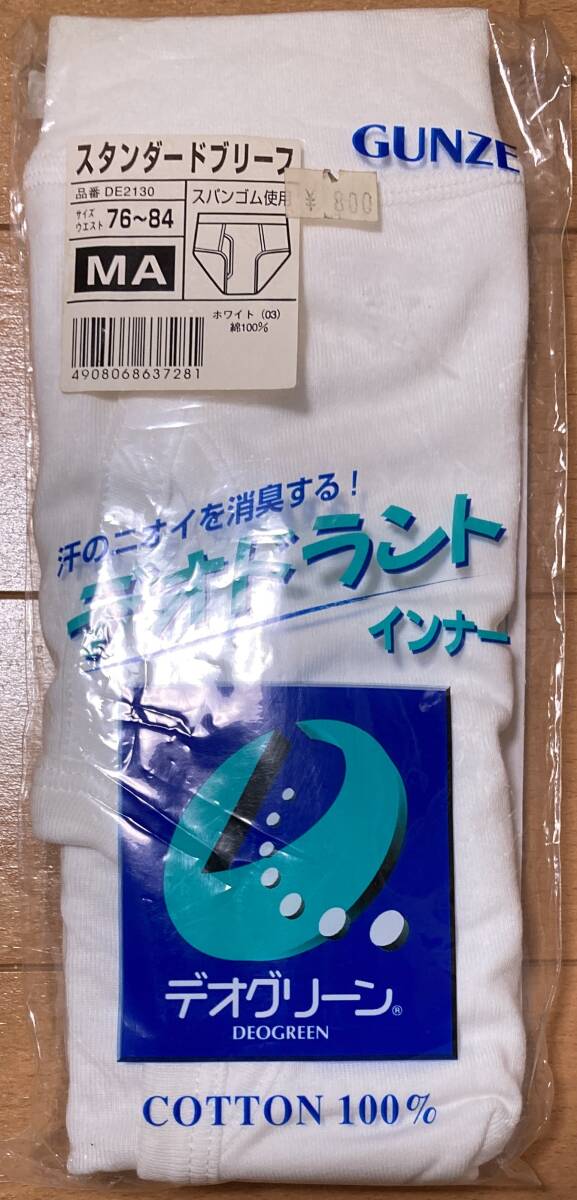 GUNZE
スタンダードブリーフ
品番 DE2130
サイズ
ウエスト 76～84
MA
スパンゴム使用
¥ 800
ホワイト (03)
綿100%
4908068637281
汗のニオイを消臭する!
デオドラント
インナー
デオグリーン®
DEOGREEN
COTTON 100%